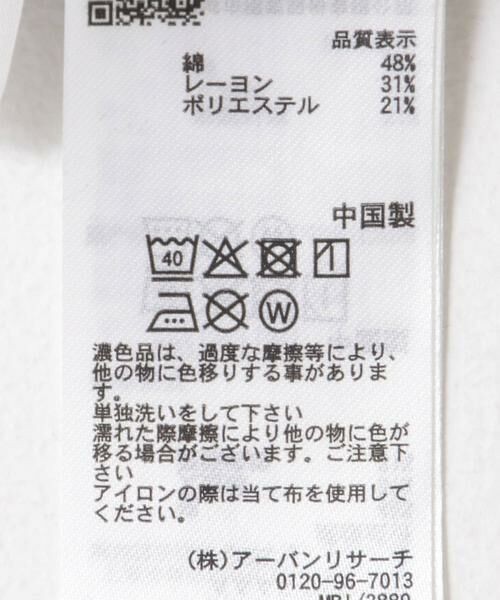 品質表示
綿 48%
レーヨン 31%
ポリエステル 21%
中国製
40
W
濃色品は、過度な摩擦等により、
他の物に色移りする事がありま
す。
単独洗いをして下さい
濡れた際摩擦により他の物に色が
移る場合がございます。ご注意下
さい
アイロンの際は当て布を使用して
ください。
(株)アーバンリサーチ
0120-96-7013